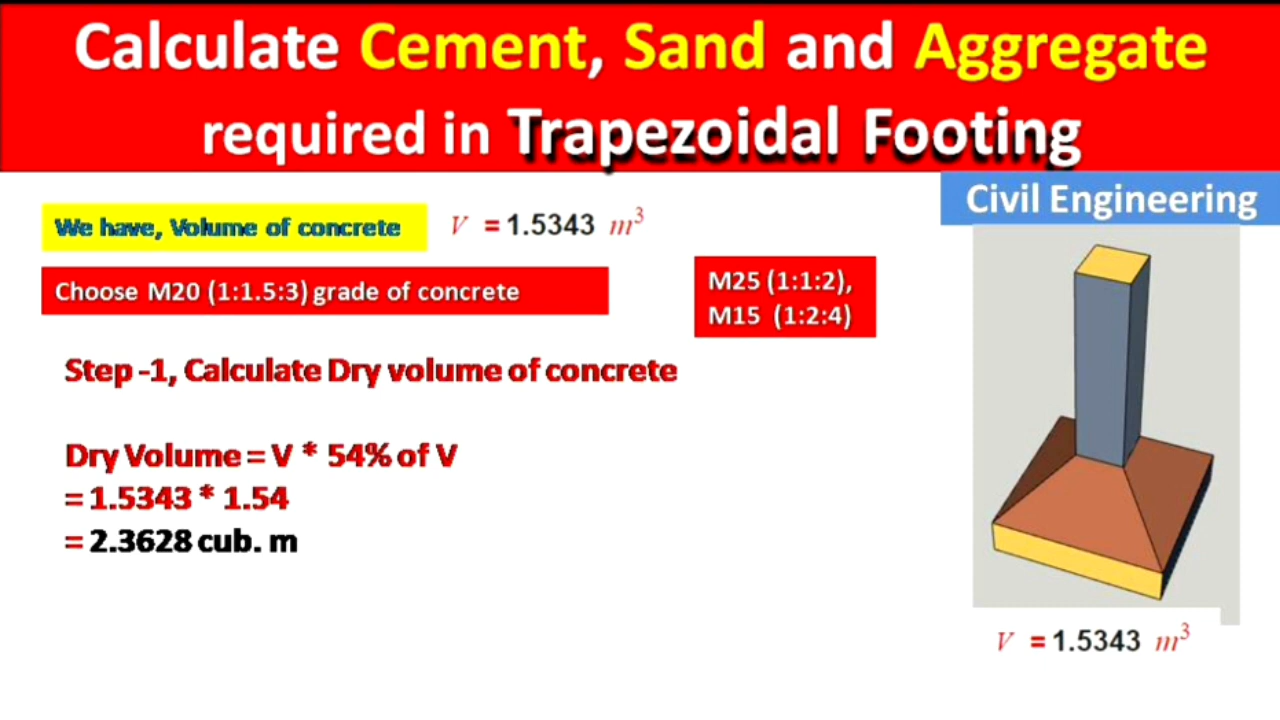 Calculate Cement, Sand and Aggregate
required in Trapezoidal Footing
Civil Engineering
We have, Volume of concrete V = 1.5343 m³
Choose M20 (1:1.5:3) grade of concrete
M25 (1:1:2),
M15 (1:2:4)
Step -1, Calculate Dry volume of concrete
Dry Volume = V * 54% of V
= 1.5343 * 1.54
= 2.3628 cub. m
V = 1.5343 m³